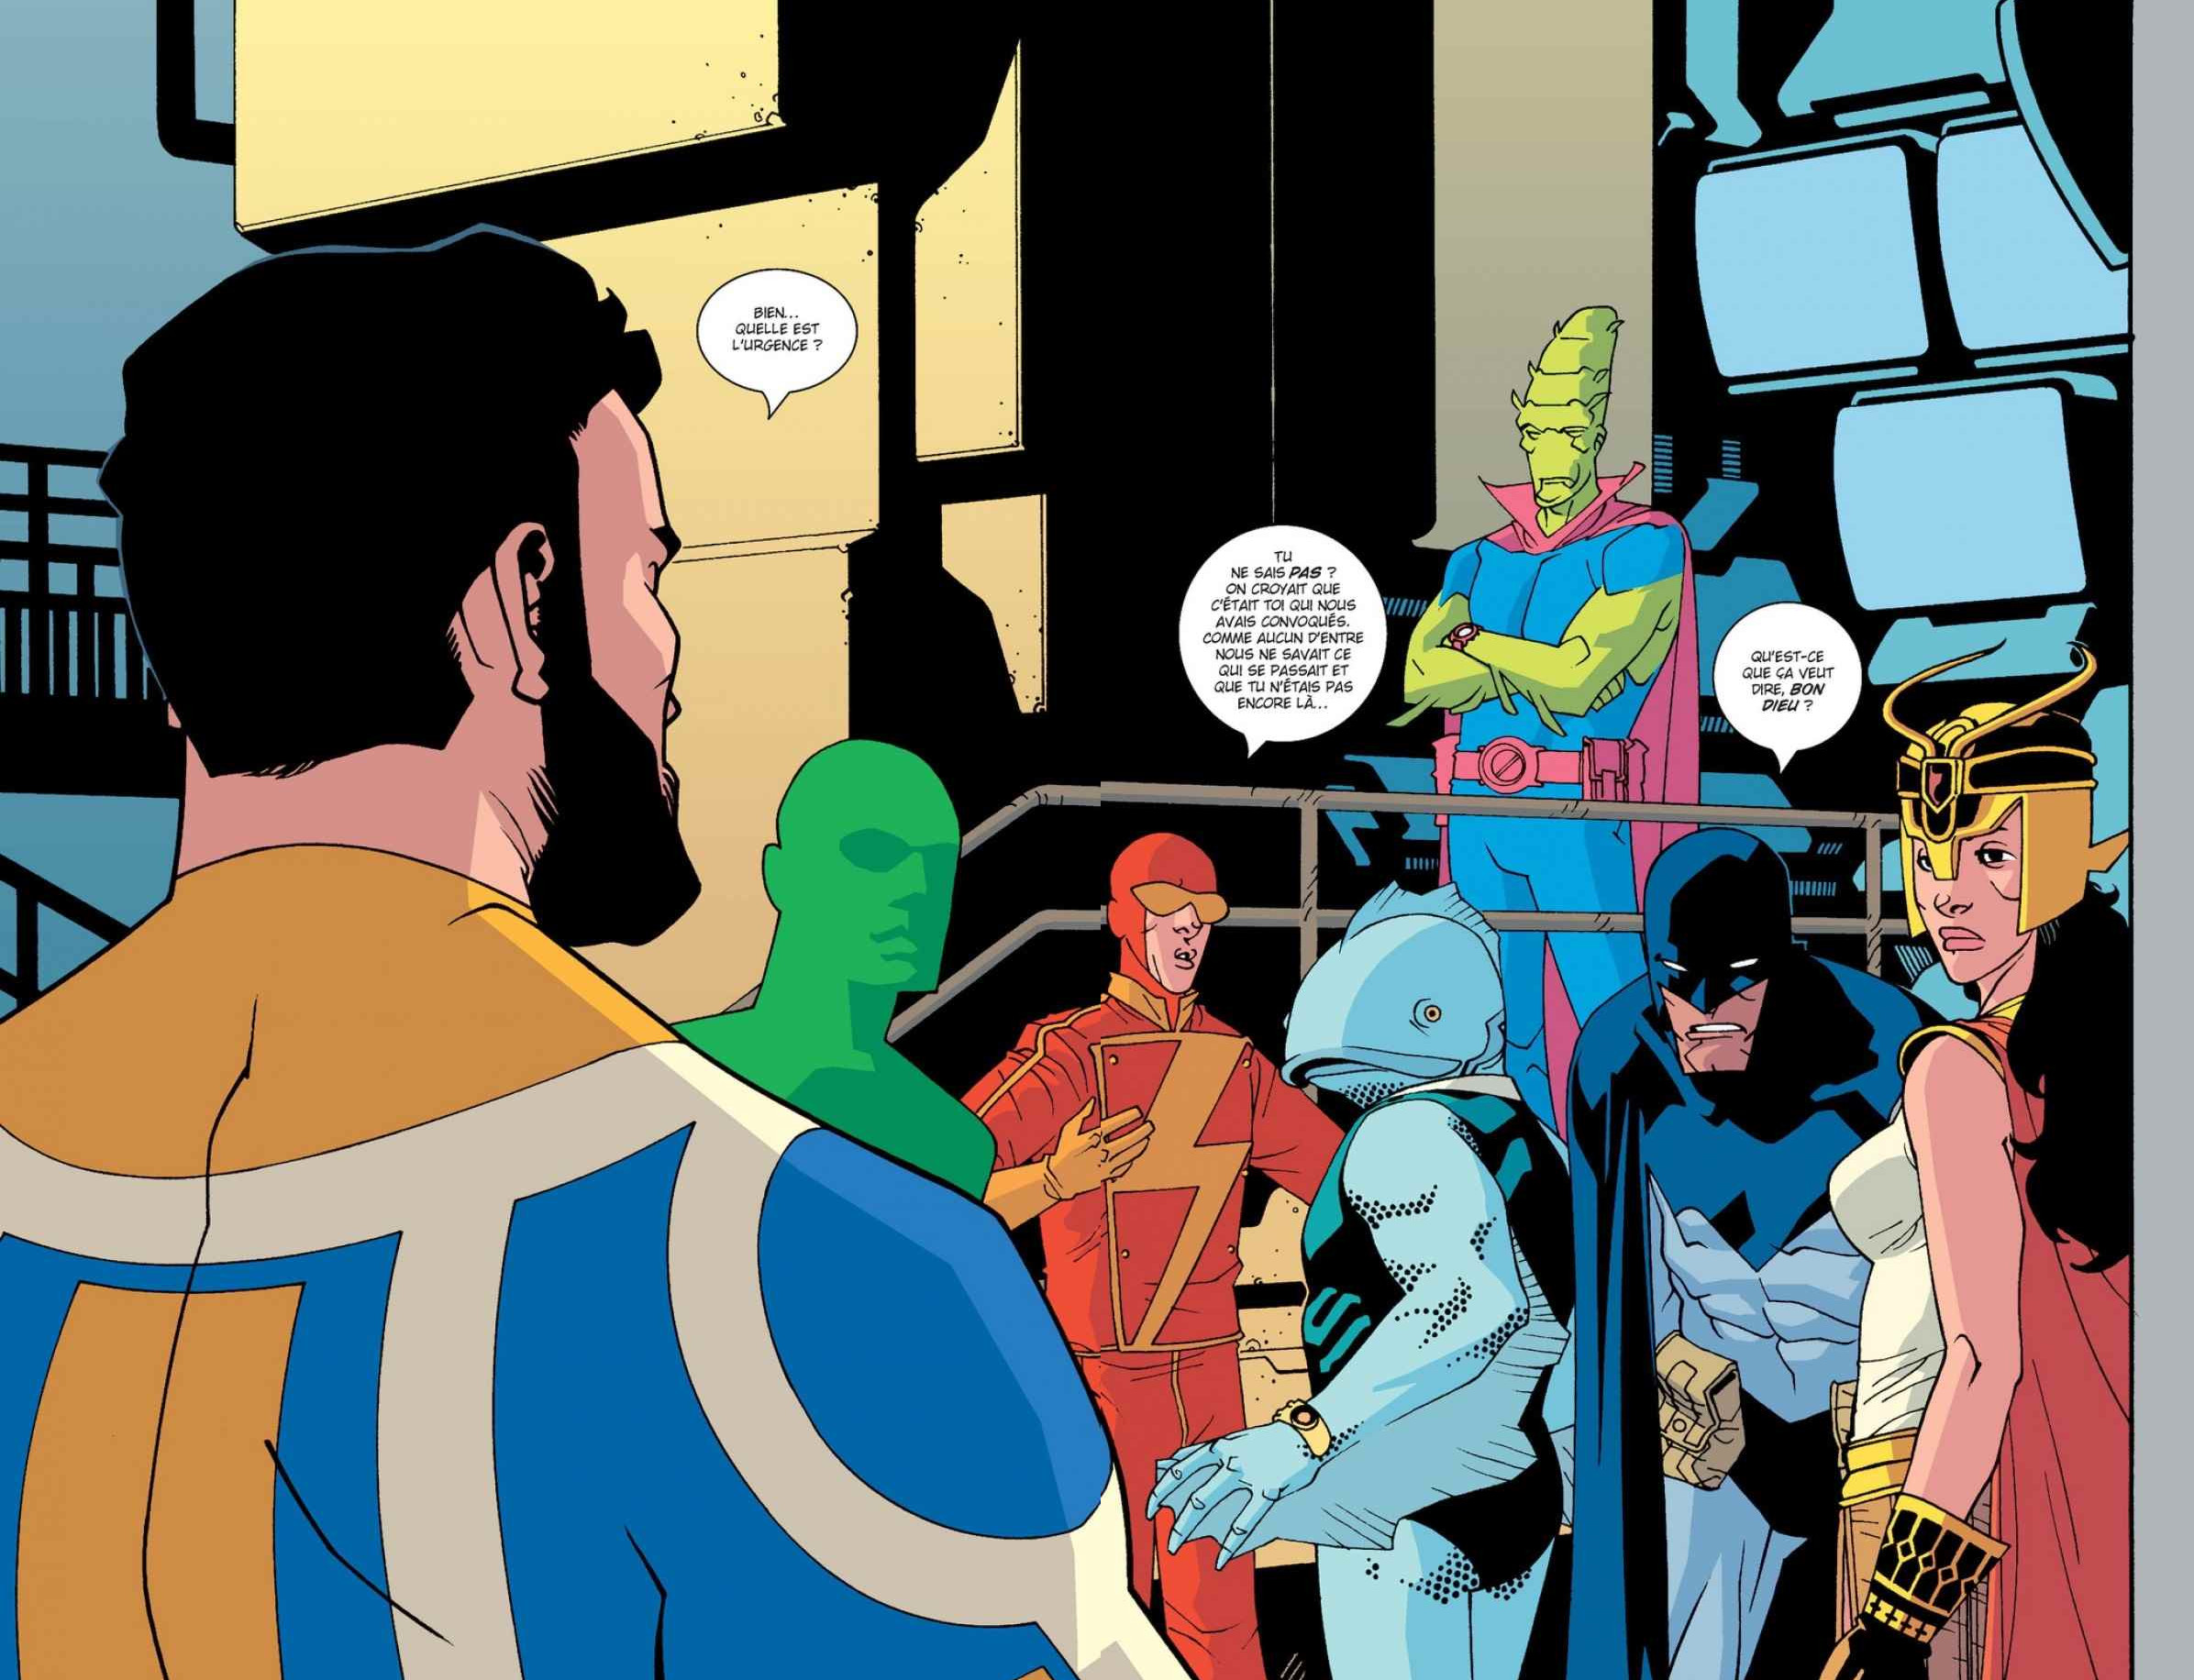 BIEN...
QUELLE EST
L'URGENCE ?
TU
NE SAIS PAS ?
ON CROYAIT QUE
C'ÉTAIT TOI QUI NOUS
AVAIS CONVOQUÉS.
COMME AUCUN D'ENTRE
NOUS NE SAVAIT CE
QUI SE PASSAIT ET
QUE TU N'ÉTAIS PAS
ENCORE LÀ...
QU'EST-CE
QUE ÇA VEUT
DIRE, BON
DIEU ?